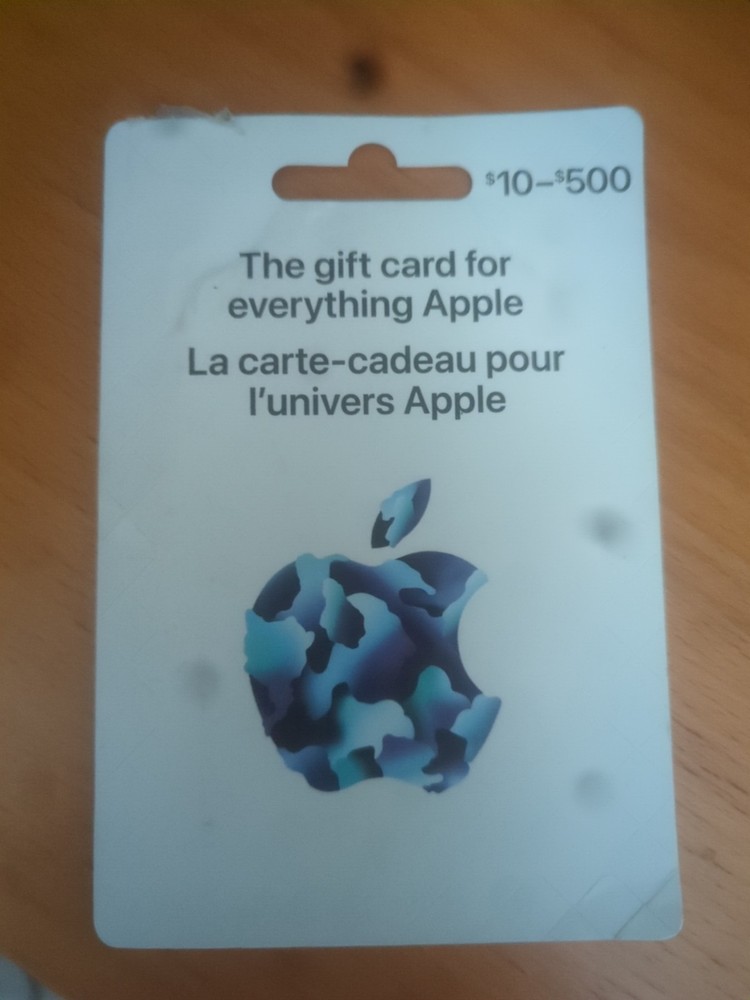 $10–$500
The gift card for
everything Apple
La carte-cadeau pour
l'univers Apple